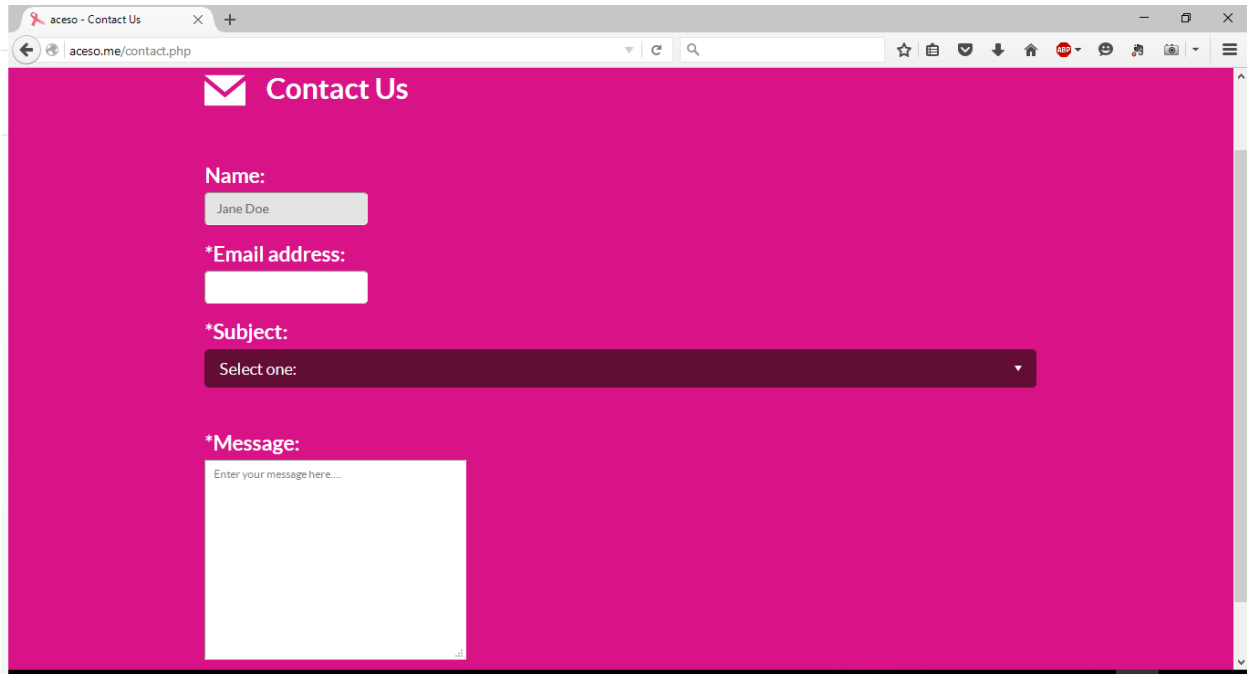 aceso - Contact Us
aceso.me/contact.php
ABP
Contact Us
Name:
Jane Doe
*Email address:
*Subject:
Select one:
*Message:
Enter your message here....